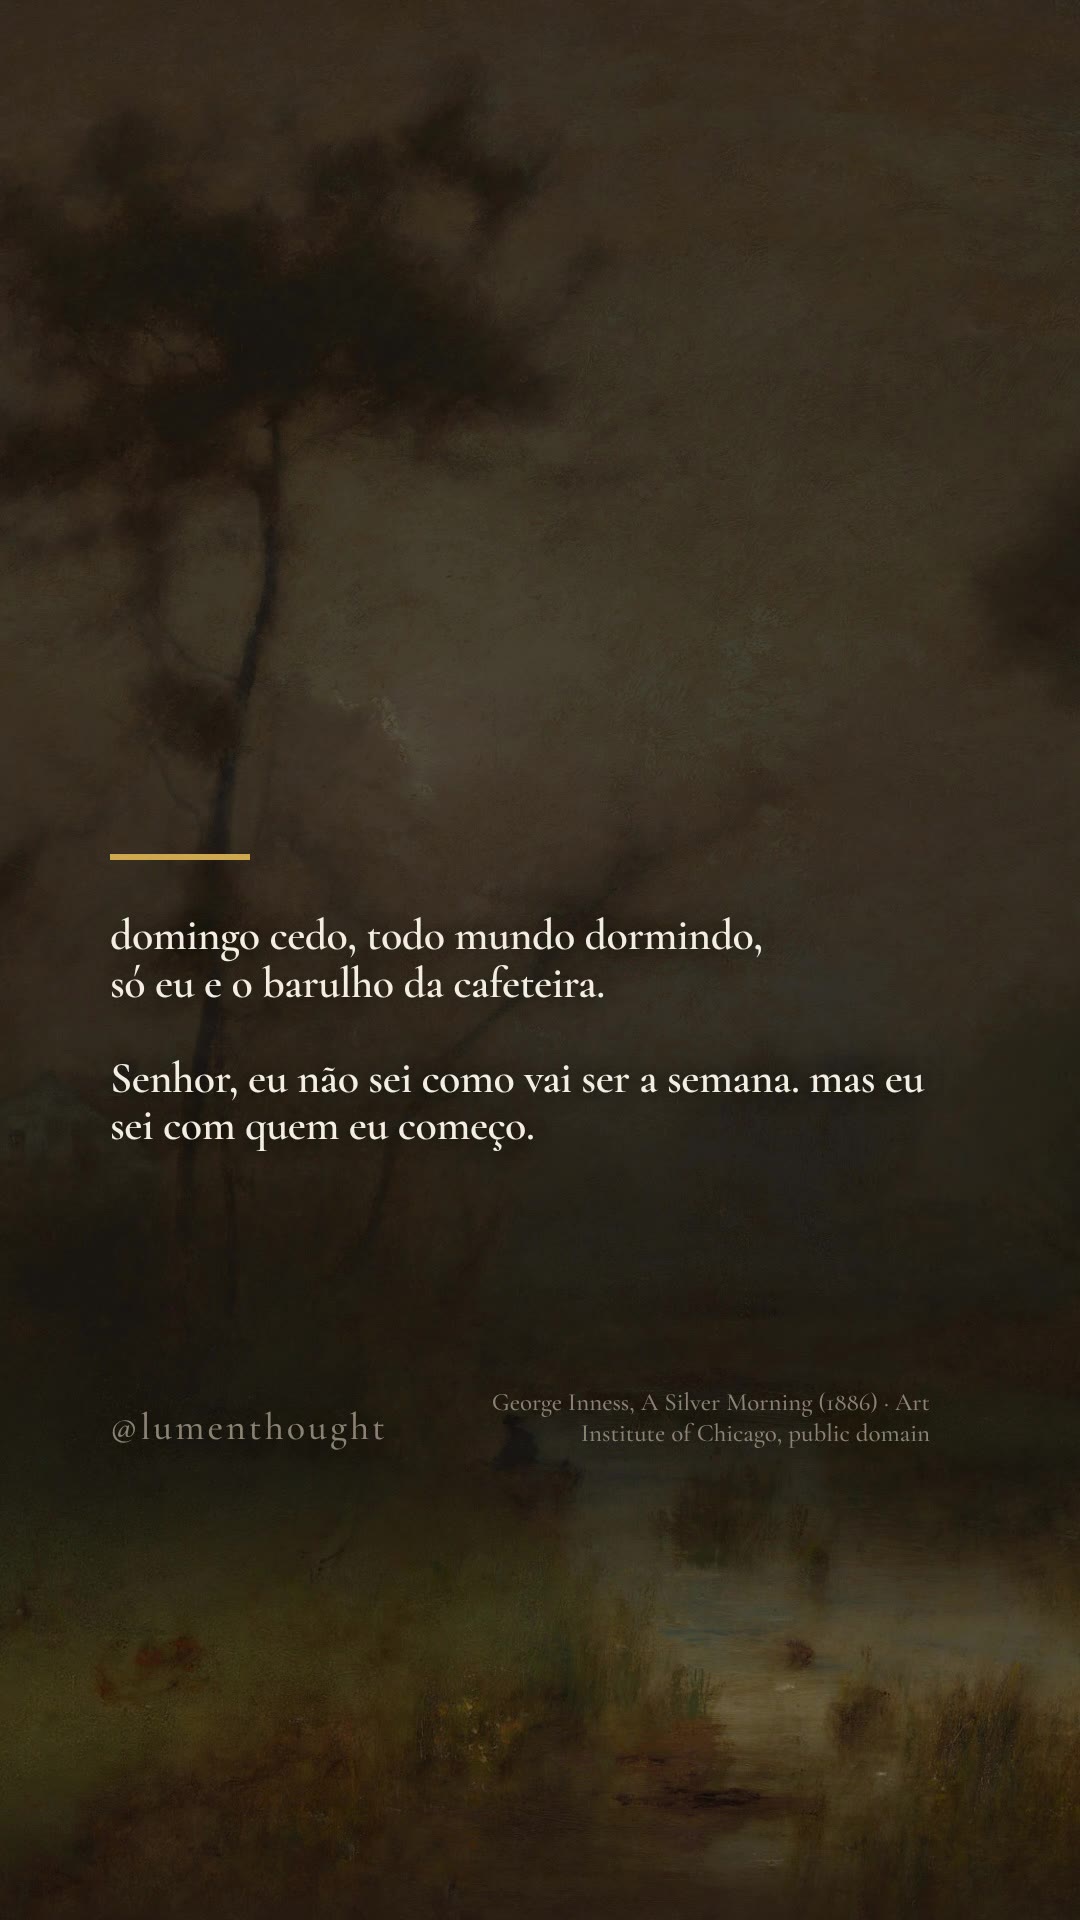 domingo cedo, todo mundo dormindo,
só eu e o barulho da cafeteira.
Senhor, eu não sei como vai ser a semana. mas eu
sei com quem eu começo.
@lumenthought
George Inness, A Silver Morning (1886) · Art
Institute of Chicago, public domain